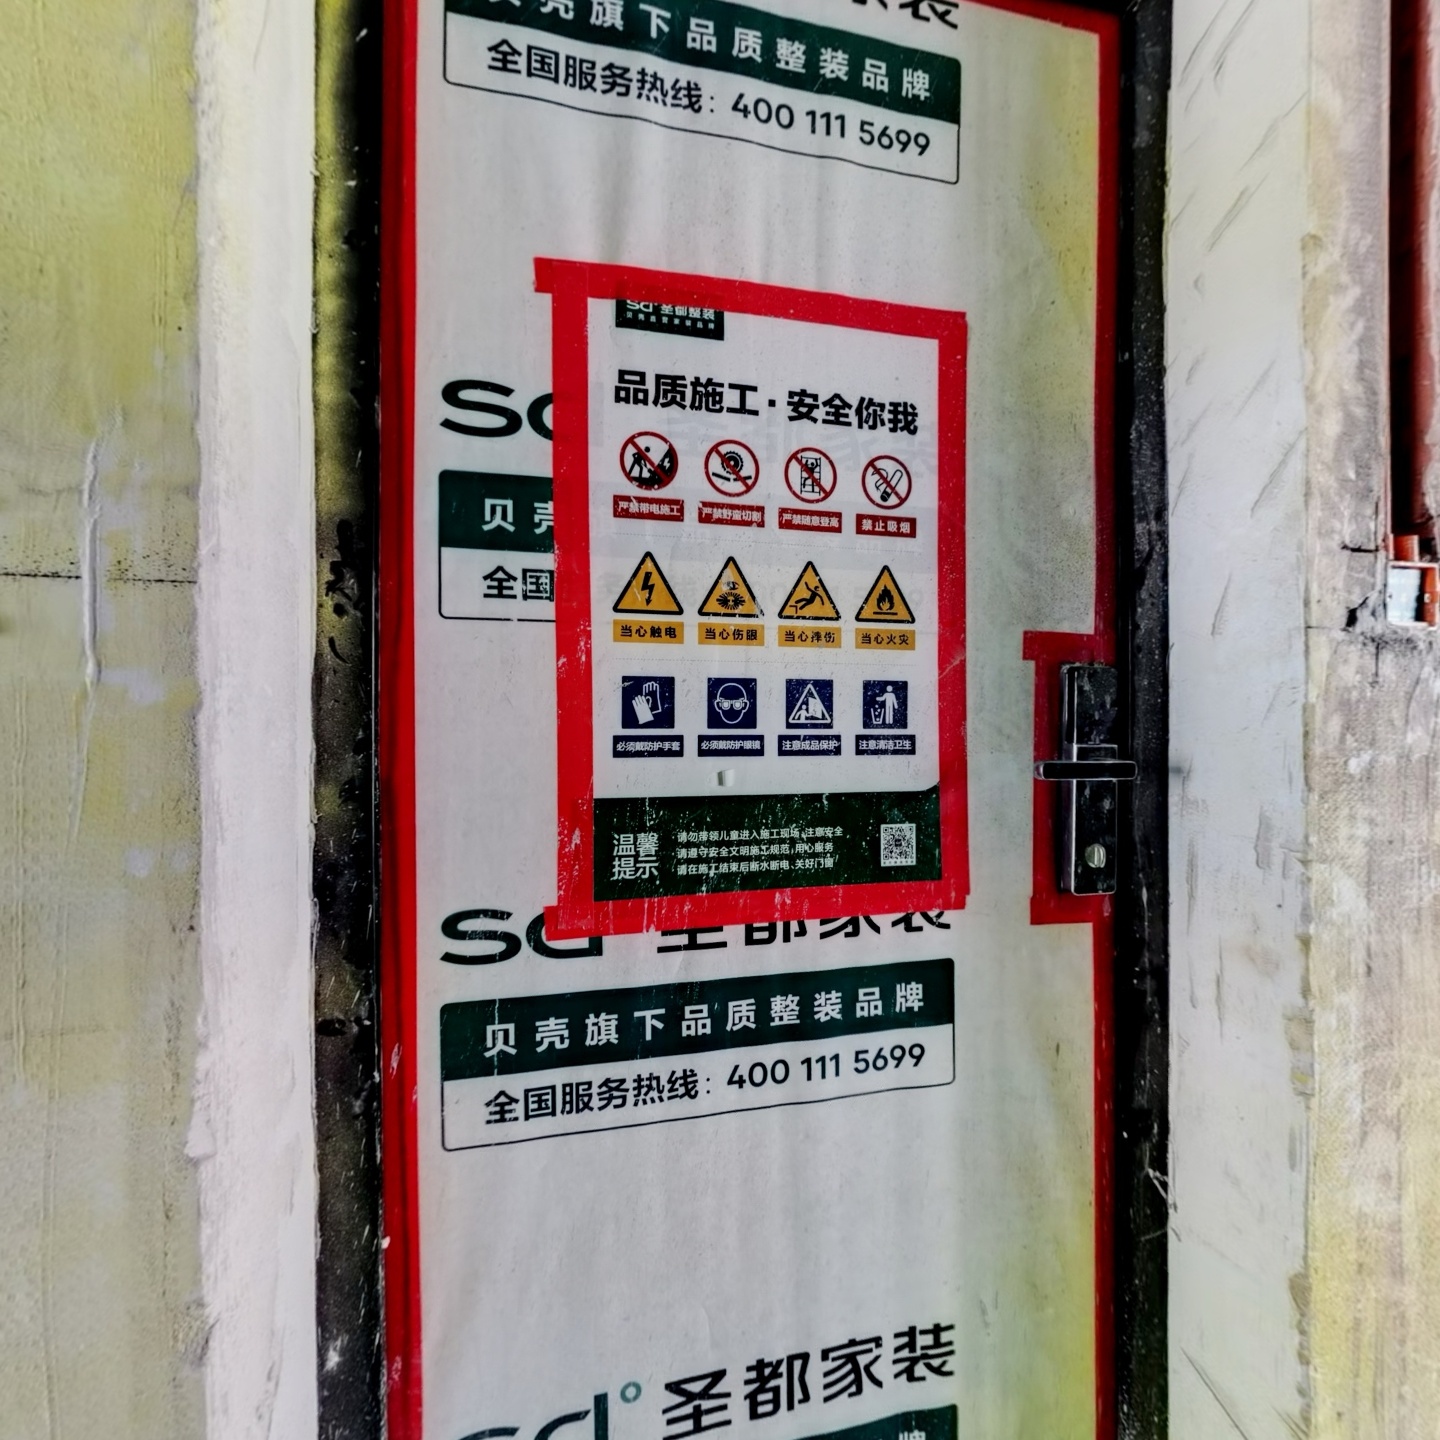 贝壳旗下品质整装品牌
全国服务热线：400 111 5699
sd 圣都整装
品质施工·安全你我
严禁带电施工 严禁野蛮切割 严禁随意登高 禁止吸烟
贝壳
全国
当心触电 当心伤眼 当心摔伤 当心火灾
必须戴防护手套 必须戴防护眼镜 注意成品保护 注意清洁卫生
温馨
提示
请勿带领儿童进入施工现场，注意安全
请遵守安全文明施工规范，用心服务
请在施工结束后断水断电、关好门窗
sd 圣都家装
贝壳旗下品质整装品牌
全国服务热线：400 111 5699
sd° 圣都家装
牌